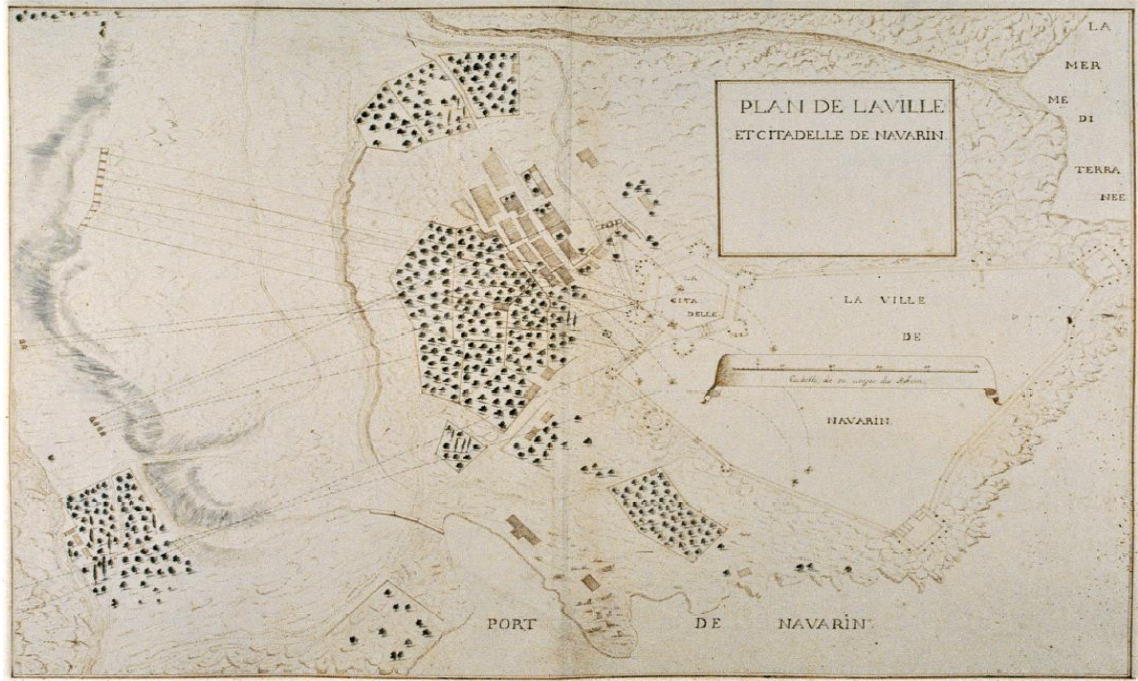 LA
MER
ME
DI
TERRA
NEE
PLAN DE LAVILLE
ET CITADELLE DE NAVARIN.
LA
CITA
DELLE
LA VILLE
DE
NAVARIN
PORT DE NAVARIN.